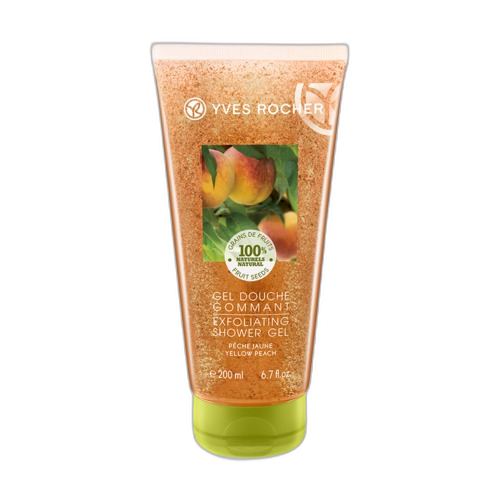 YR YVES ROCHER
GRAINS DE FRUITS
100%
NATURELS
NATURAL
FRUIT SEEDS
GEL DOUCHE
GOMMANT
EXFOLIATING
SHOWER GEL
PÊCHE JAUNE
YELLOW PEACH
e 200 ml 6.7 fl.oz